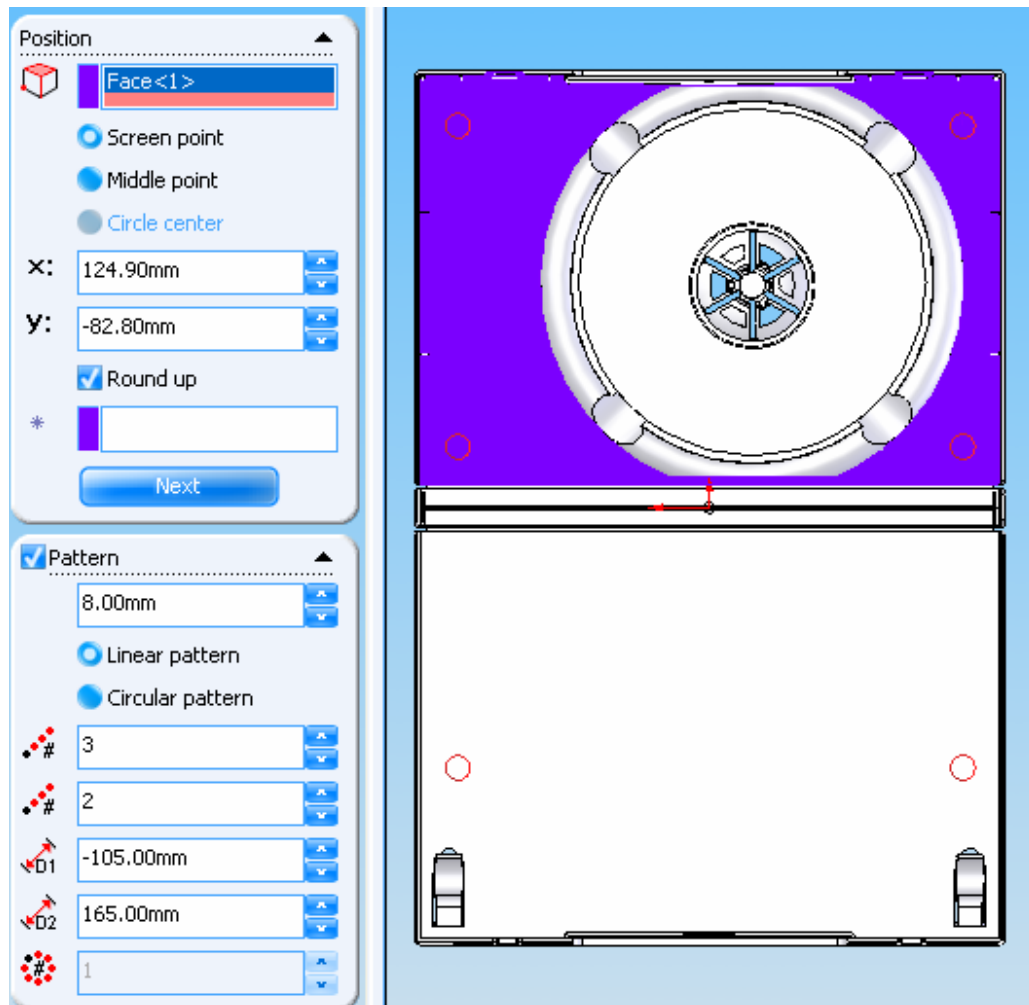 Position
Face<1>
Screen point
Middle point
Circle center
x: 124.90mm
y: -82.80mm
Round up
Next
Pattern
8.00mm
Linear pattern
Circular pattern
# 3
# 2
D1 -105.00mm
D2 165.00mm
# 1